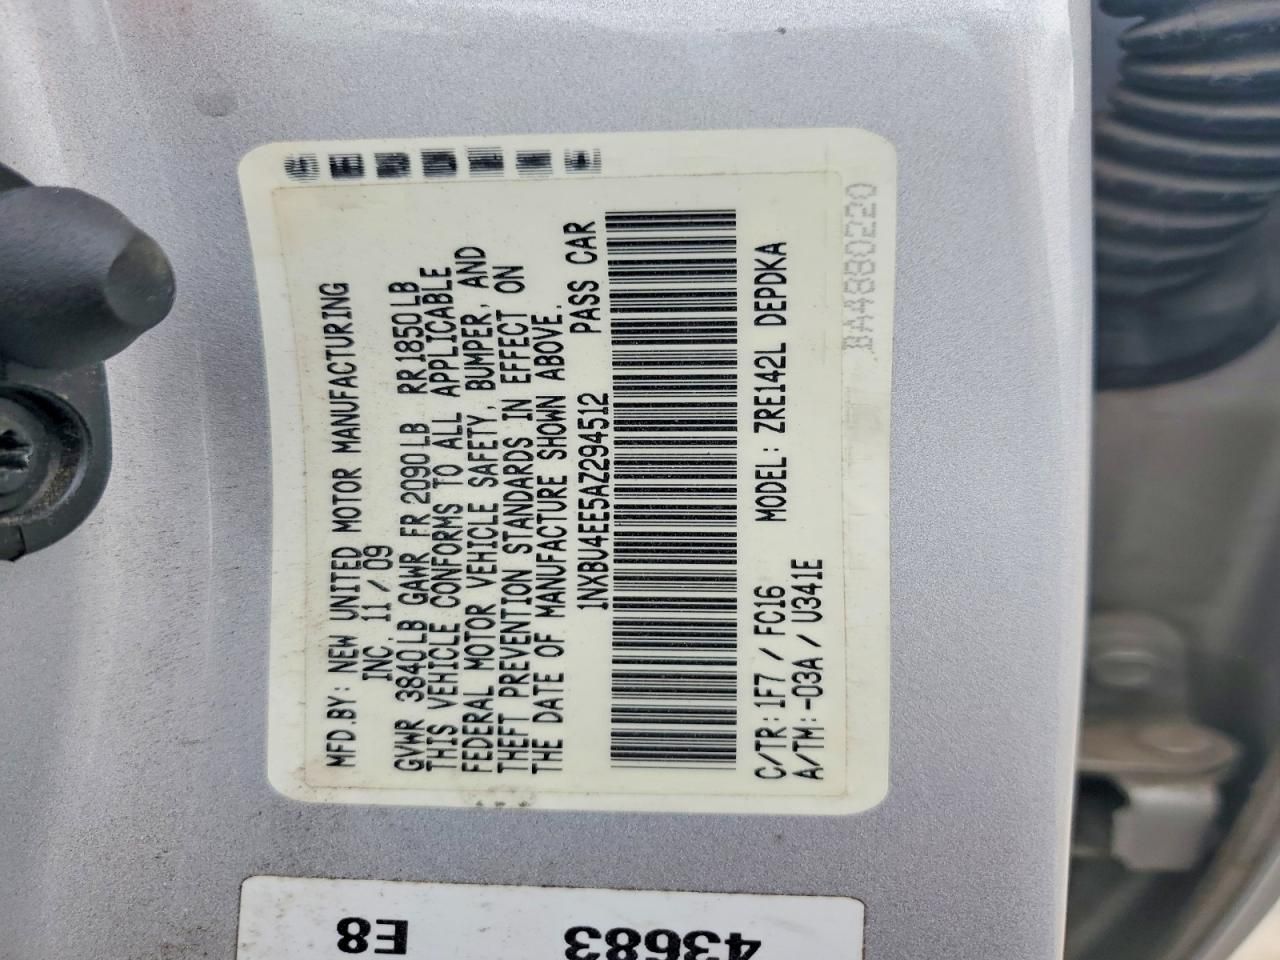 MFD.BY: NEW UNITED MOTOR MANUFACTURING
INC. 11/09
GVWR 3840LB GAWR FR 2090LB RR1850LB
THIS VEHICLE CONFORMS TO ALL APPLICABLE
FEDERAL MOTOR VEHICLE SAFETY, BUMPER, AND
THEFT PREVENTION STANDARDS IN EFFECT ON
THE DATE OF MANUFACTURE SHOWN ABOVE.
1NXBU4EE5AZ294512 PASS CAR
C/TR: 1F7 / FC16 MODEL: ZRE142L DEPDKA
A/TM: -03A / U341E
BA4880220
E8
43683